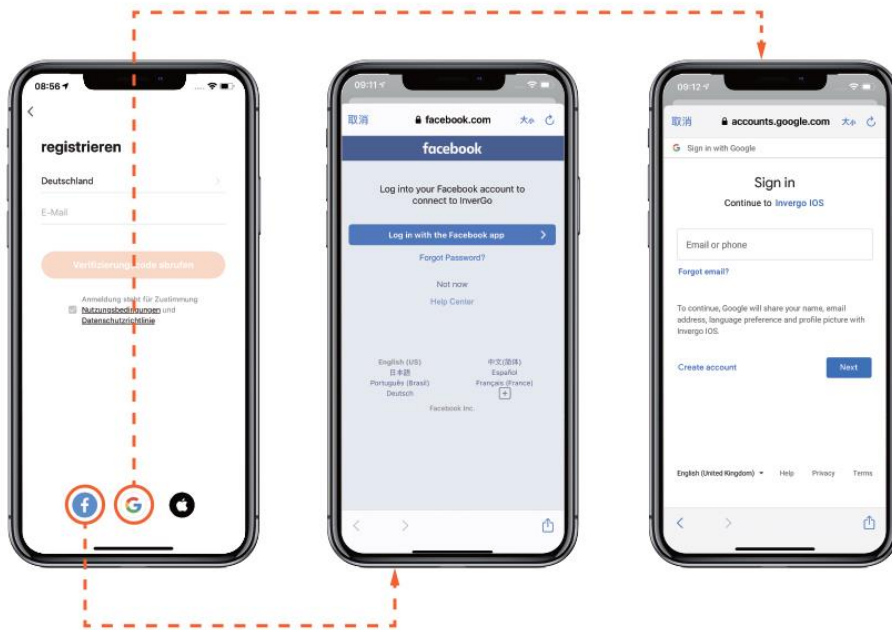 08:56
registrieren
Deutschland
E-Mail
Verifizierungscode abrufen
Anmeldung steht für Zustimmung
Nutzungsbedingungen und
Datenschutzrichtlinie
09:11
取消
facebook.com
大小
facebook
Log into your Facebook account to
connect to InverGo
Log in with the Facebook app
Forgot Password?
Not now
Help Center
English (US)
中文(简体)
日本語
Español
Português (Brasil)
Français (France)
Deutsch
Facebook Inc.
09:12
取消
accounts.google.com
大小
Sign in with Google
Sign in
Continue to Invergo IOS
Email or phone
Forgot email?
To continue, Google will share your name, email
address, language preference and profile picture with
Invergo IOS.
Create account
Next
English (United Kingdom)
Help
Privacy
Terms